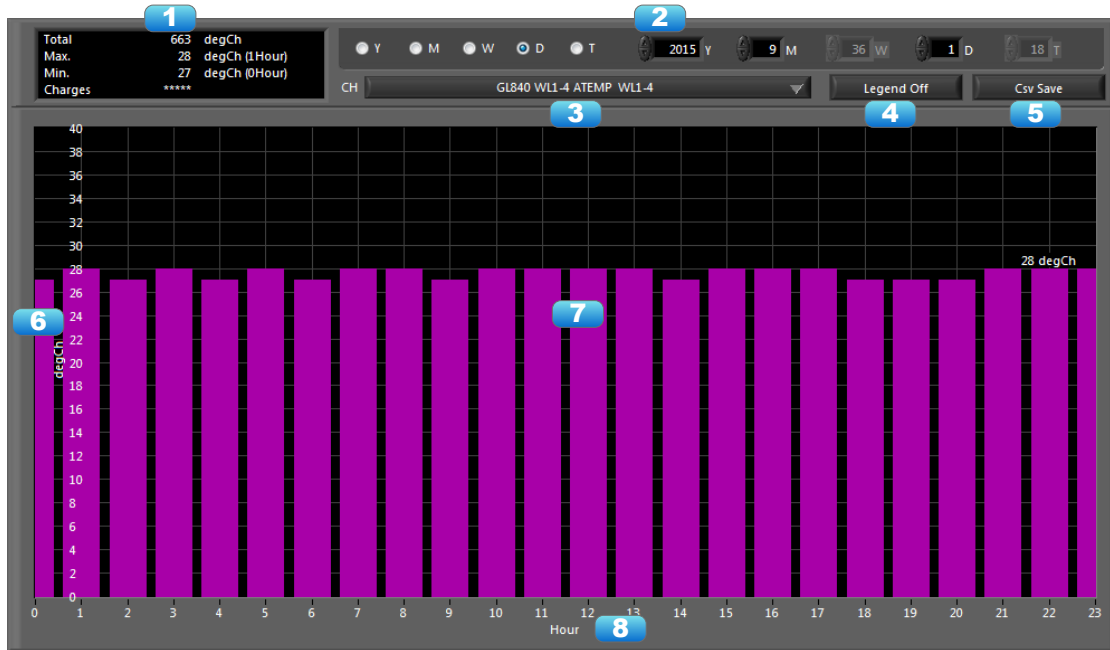 1
2
Total 663 degCh
Max. 28 degCh (1Hour)
Min. 27 degCh (0Hour)
Charges *****
Y M W D T 2015 Y 9 M 36 W 1 D 18 T
CH GL840 WL1-4 ATEMP WL1-4 Legend Off Csv Save
3 4 5
40
38
36
34
32
30
28 degCh
28
26
6
7
24
22
degCh
20
18
16
14
12
10
8
6
4
2
0
0 1 2 3 4 5 6 7 8 9 10 11 12 13 14 15 16 17 18 19 20 21 22 23
Hour
8